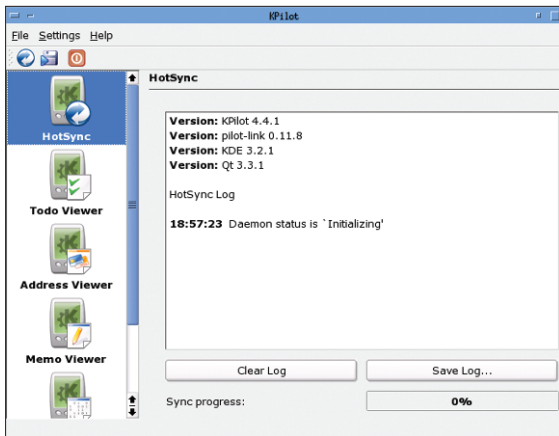 KPilot
File Settings Help
HotSync
Todo Viewer
Address Viewer
Memo Viewer
HotSync
Version: KPilot 4.4.1
Version: pilot-link 0.11.8
Version: KDE 3.2.1
Version: Qt 3.3.1
HotSync Log
18:57:23 Daemon status is `Initializing'
Clear Log
Save Log...
Sync progress:
0%